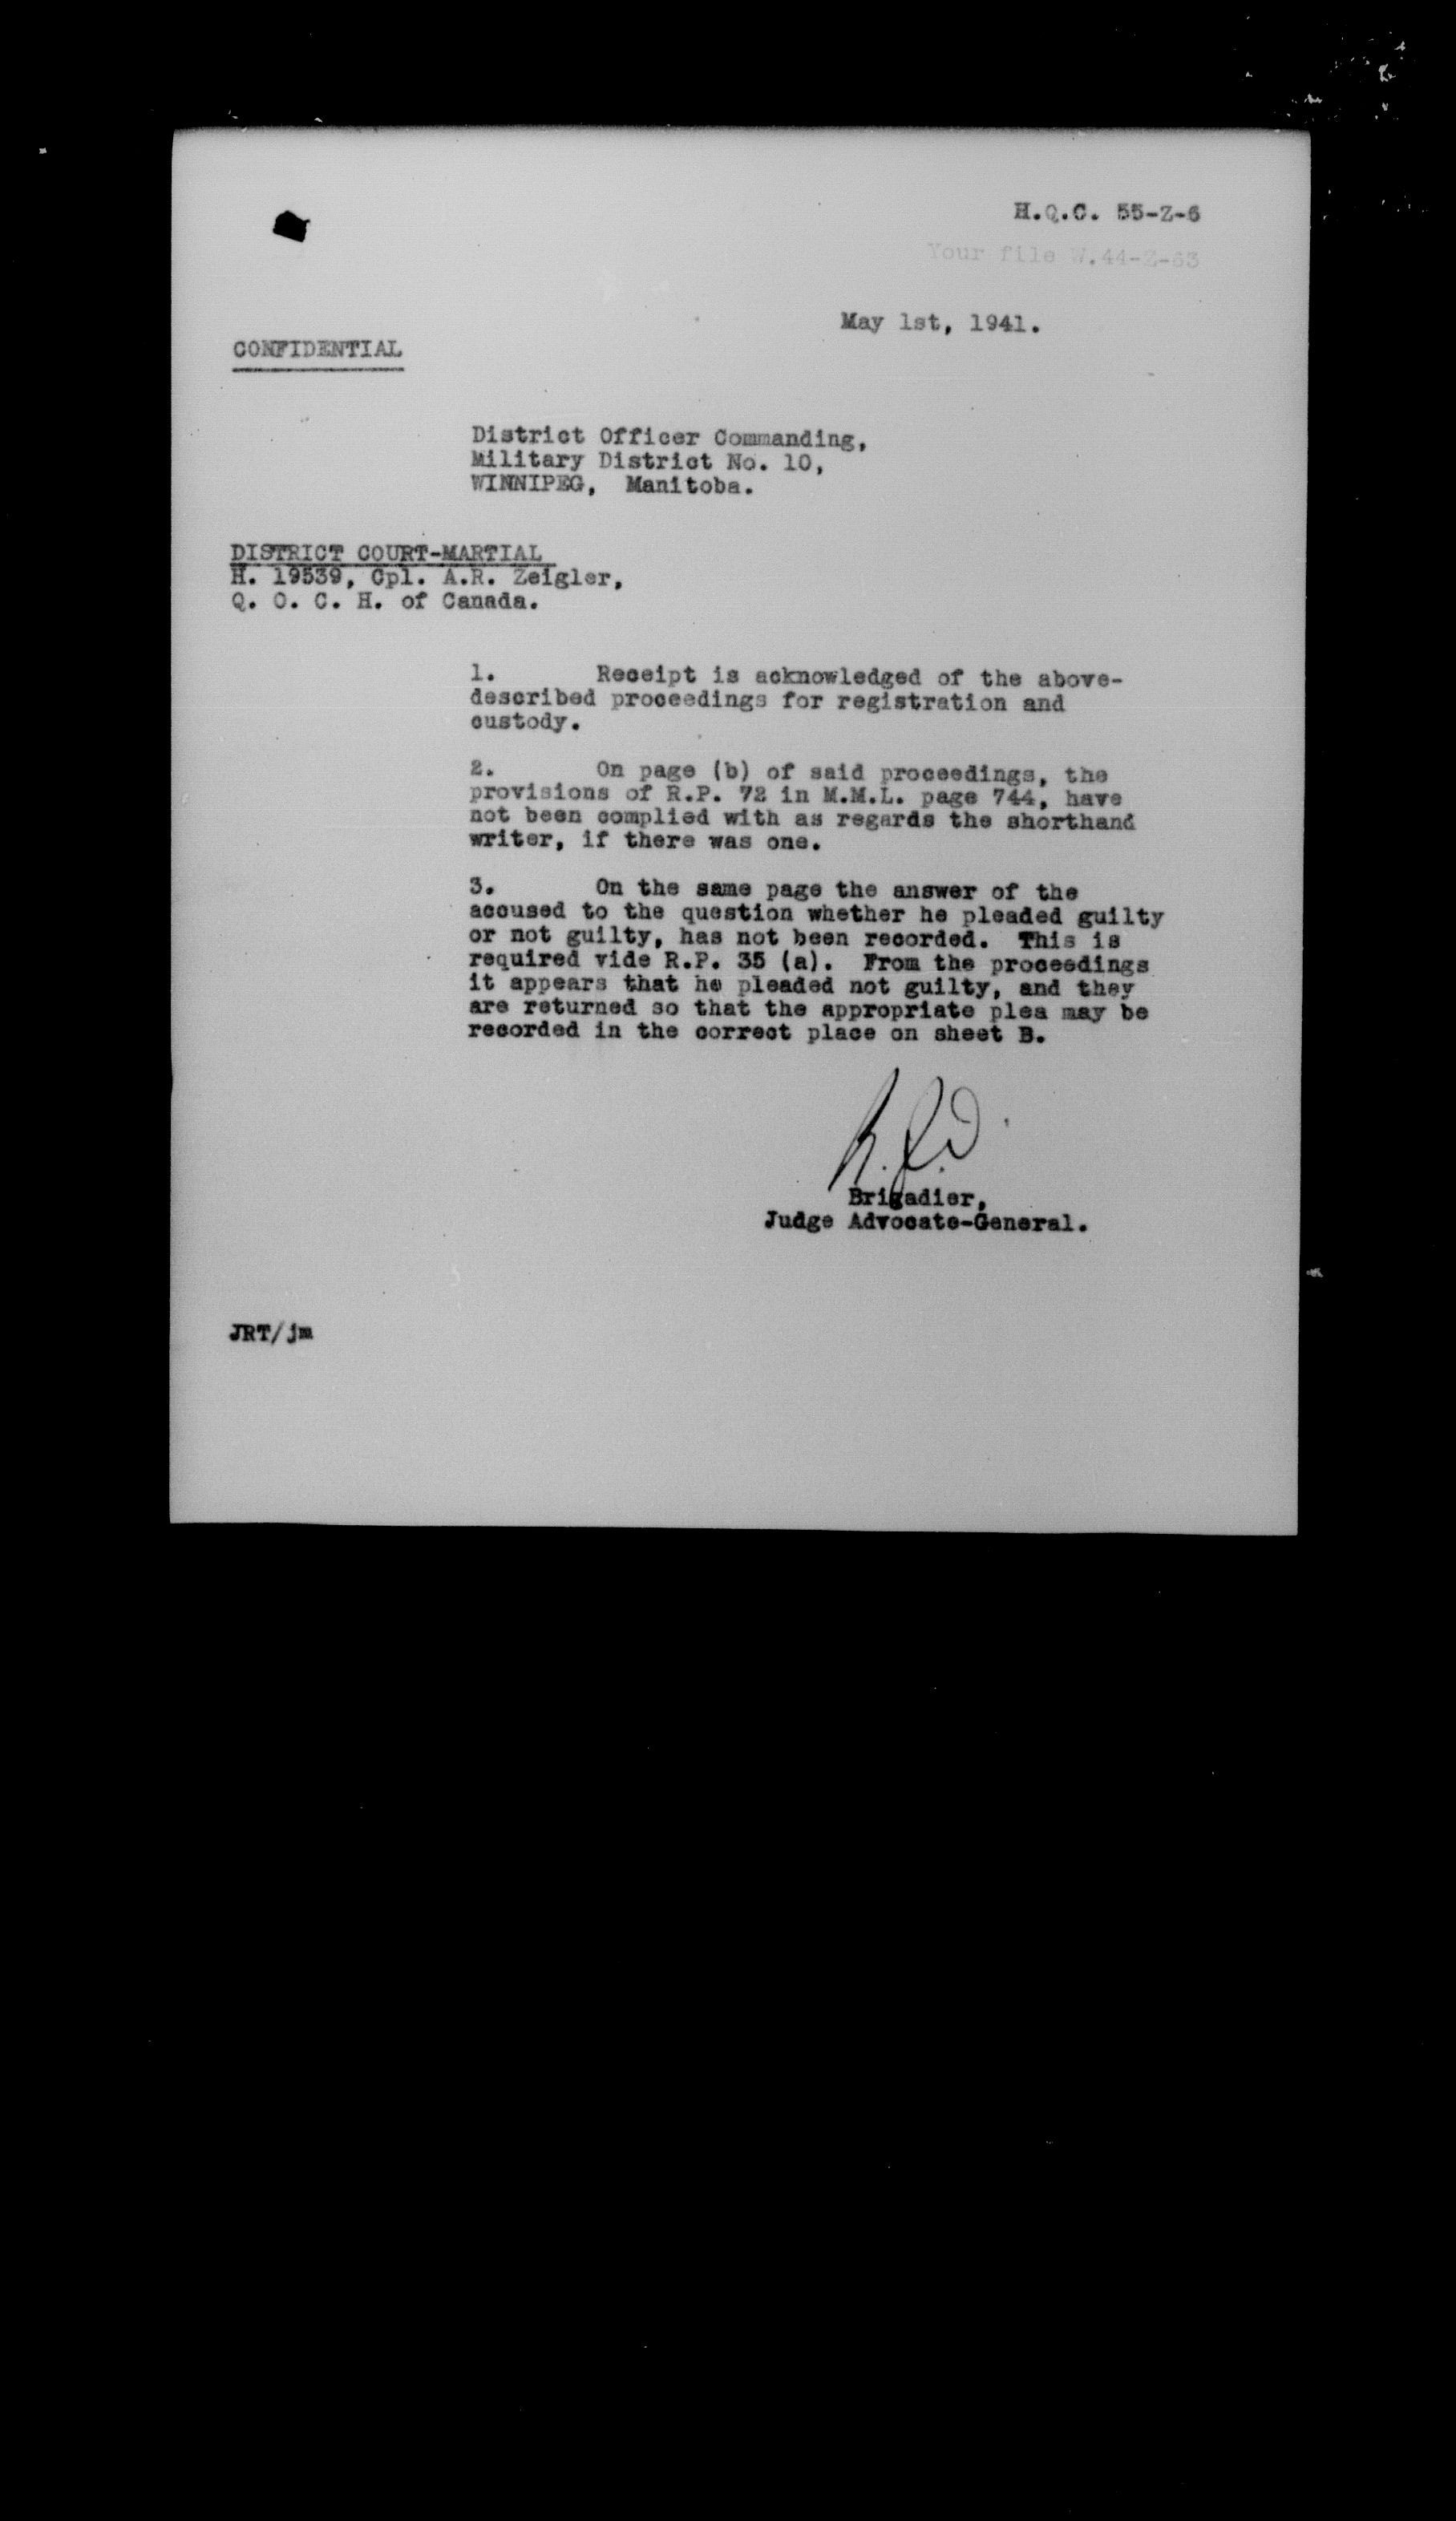 H.Q.C. 55-Z-6
Your file W.44-Z-63
May 1st, 1941.
CONFIDENTIAL
District Officer Commanding,
Military District No. 10,
WINNIPEG, Manitoba.
DISTRICT COURT-MARTIAL
H. 19539, Cpl. A.R. Zeigler,
Q. O. C. H. of Canada.
1. Receipt is acknowledged of the above-
described proceedings for registration and
custody.
2. On page (b) of said proceedings, the
provisions of R.P. 72 in M.M.L. page 744, have
not been complied with as regards the shorthand
writer, if there was one.
3. On the same page the answer of the
accused to the question whether he pleaded guilty
or not guilty, has not been recorded. This is
required vide R.P. 35 (a). From the proceedings
it appears that he pleaded not guilty, and they
are returned so that the appropriate plea may be
recorded in the correct place on sheet B.
Brigadier,
Judge Advocate-General.
JRT/jm